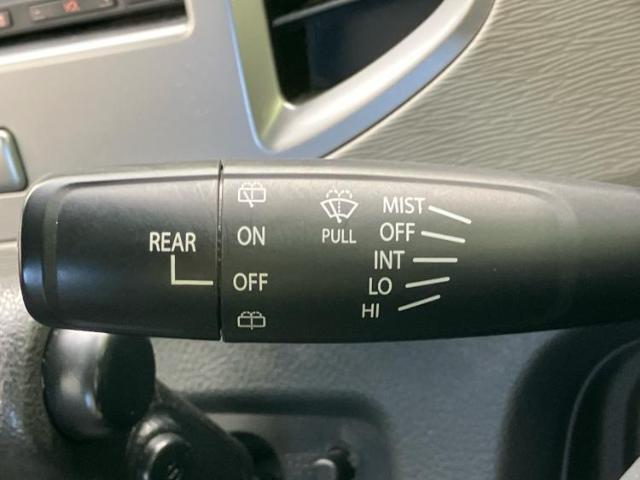 REAR
ON
OFF
PULL
MIST
OFF
INT
LO
HI